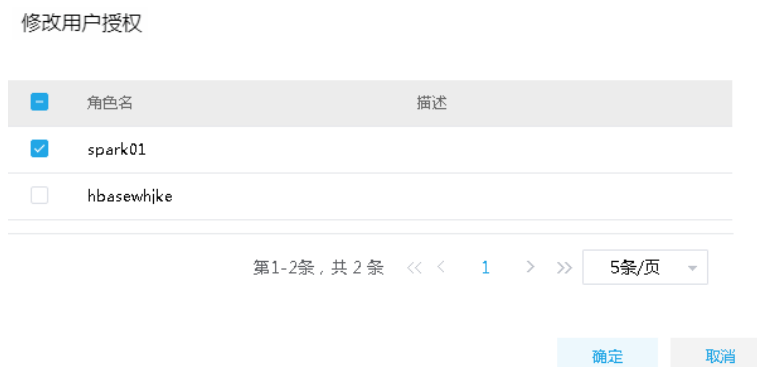 修改用户授权
角色名 描述
spark01
hbasewhjke
第1-2条，共 2 条 << < 1 > >> 5条/页
确定 取消